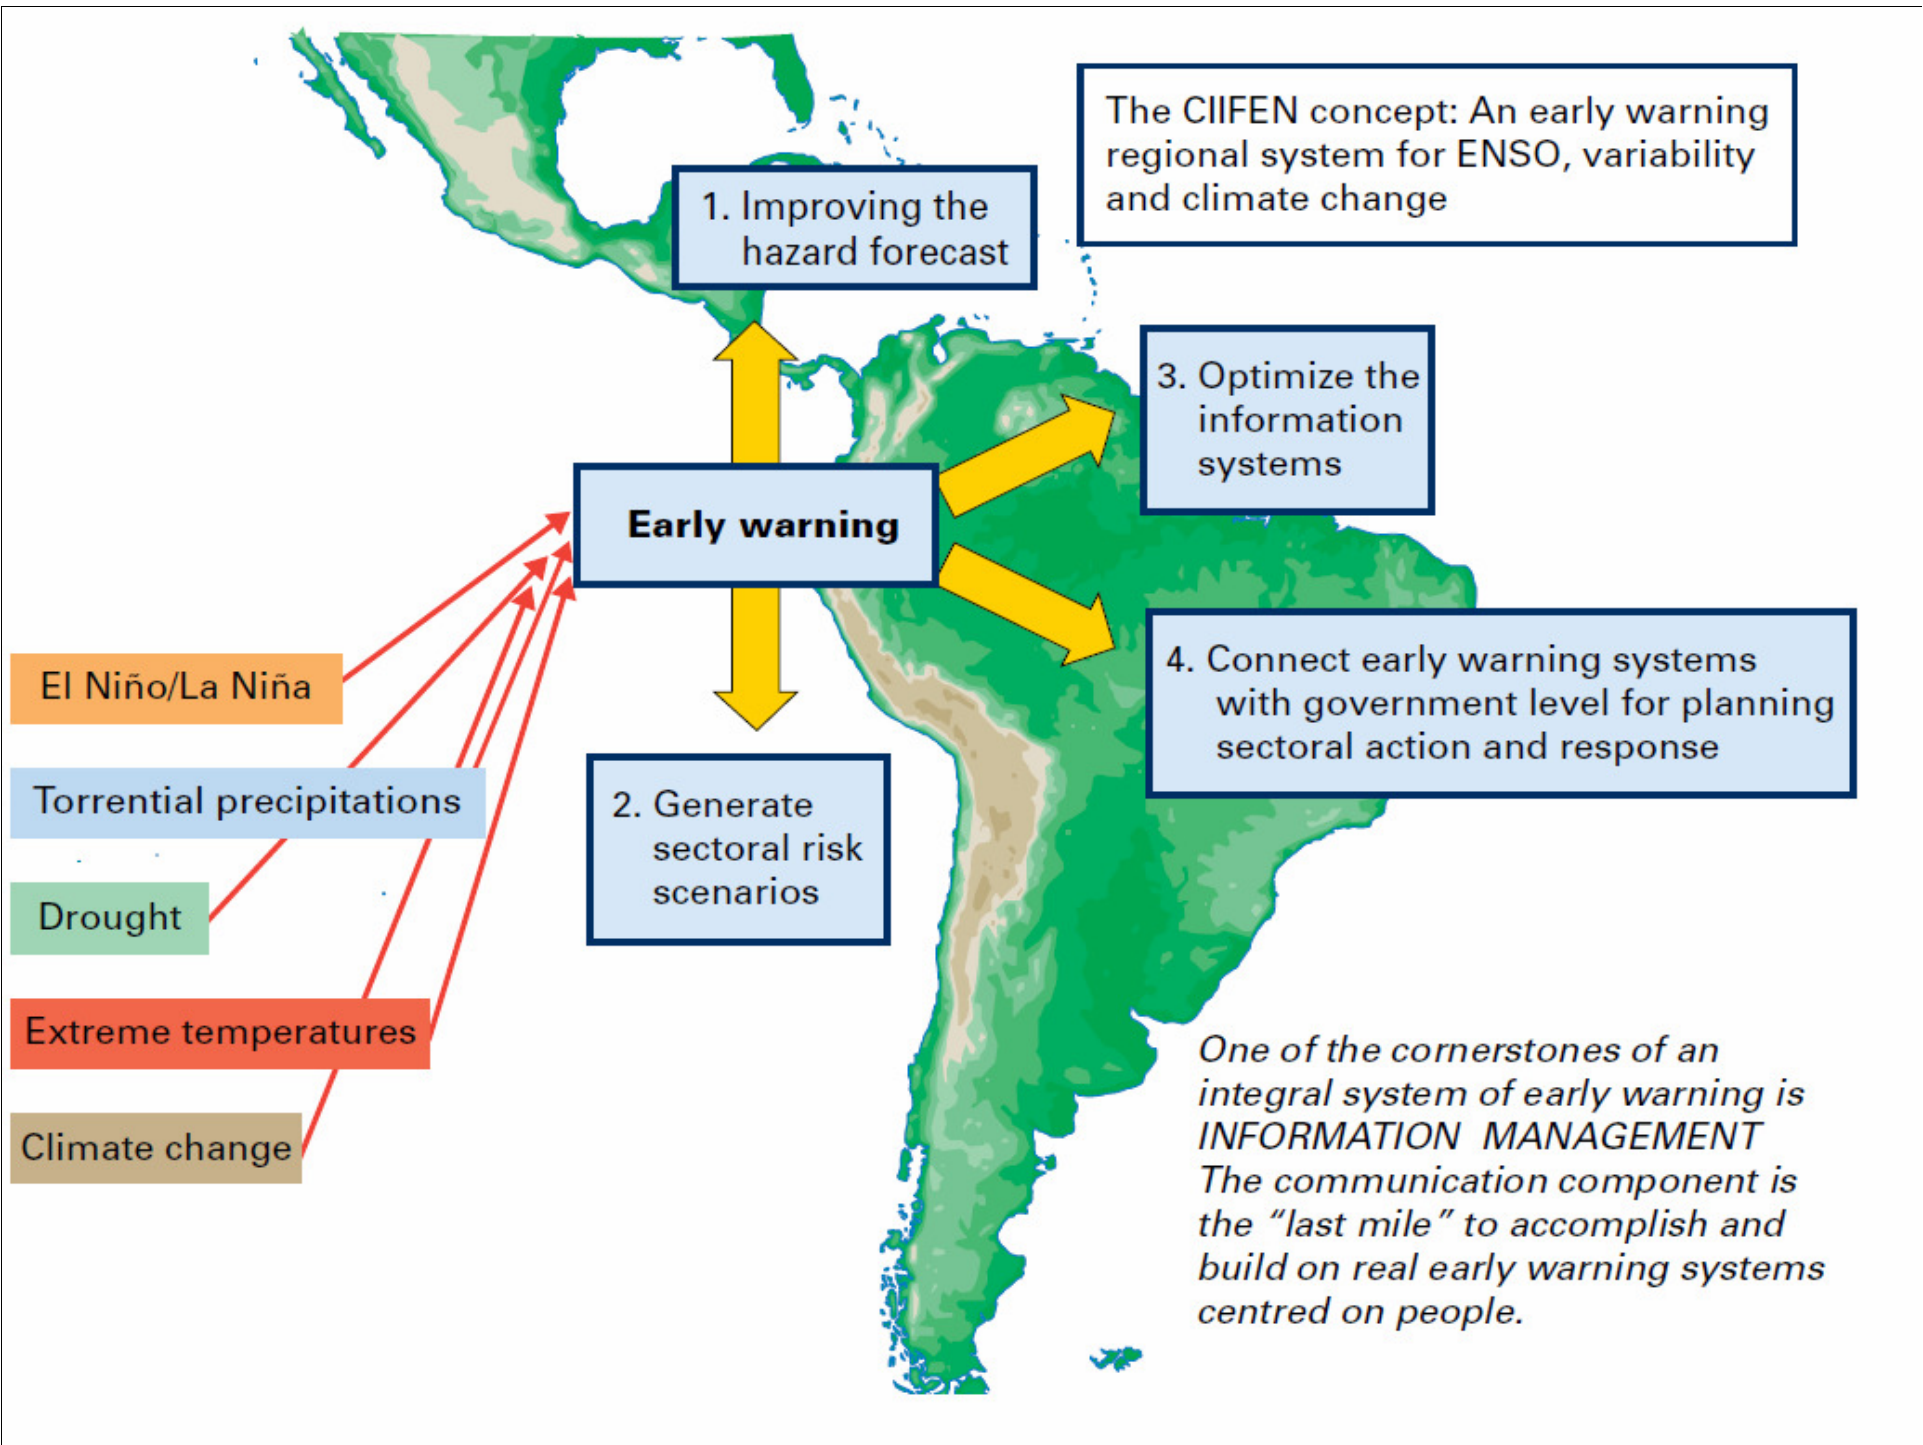 The CIIFEN concept: An early warning
regional system for ENSO, variability
and climate change
1. Improving the
hazard forecast
3. Optimize the
information
systems
Early warning
4. Connect early warning systems
with government level for planning
sectoral action and response
El Niño/La Niña
Torrential precipitations
Drought
Extreme temperatures
Climate change
2. Generate
sectoral risk
scenarios
One of the cornerstones of an
integral system of early warning is
INFORMATION MANAGEMENT
The communication component is
the “last mile” to accomplish and
build on real early warning systems
centred on people.